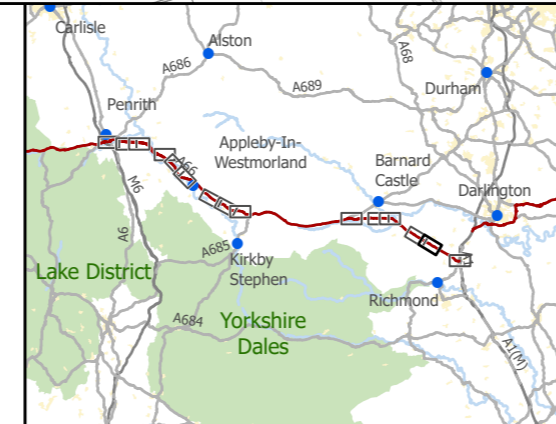 Carlisle
Alston
A68
A686
A689
Durham
Penrith
Appleby-In-
Westmorland
A66
Barnard
Castle
Darlington
M6
A6
A685
Kirkby
Stephen
Lake District
Richmond
A684
Yorkshire
Dales
A1(M)